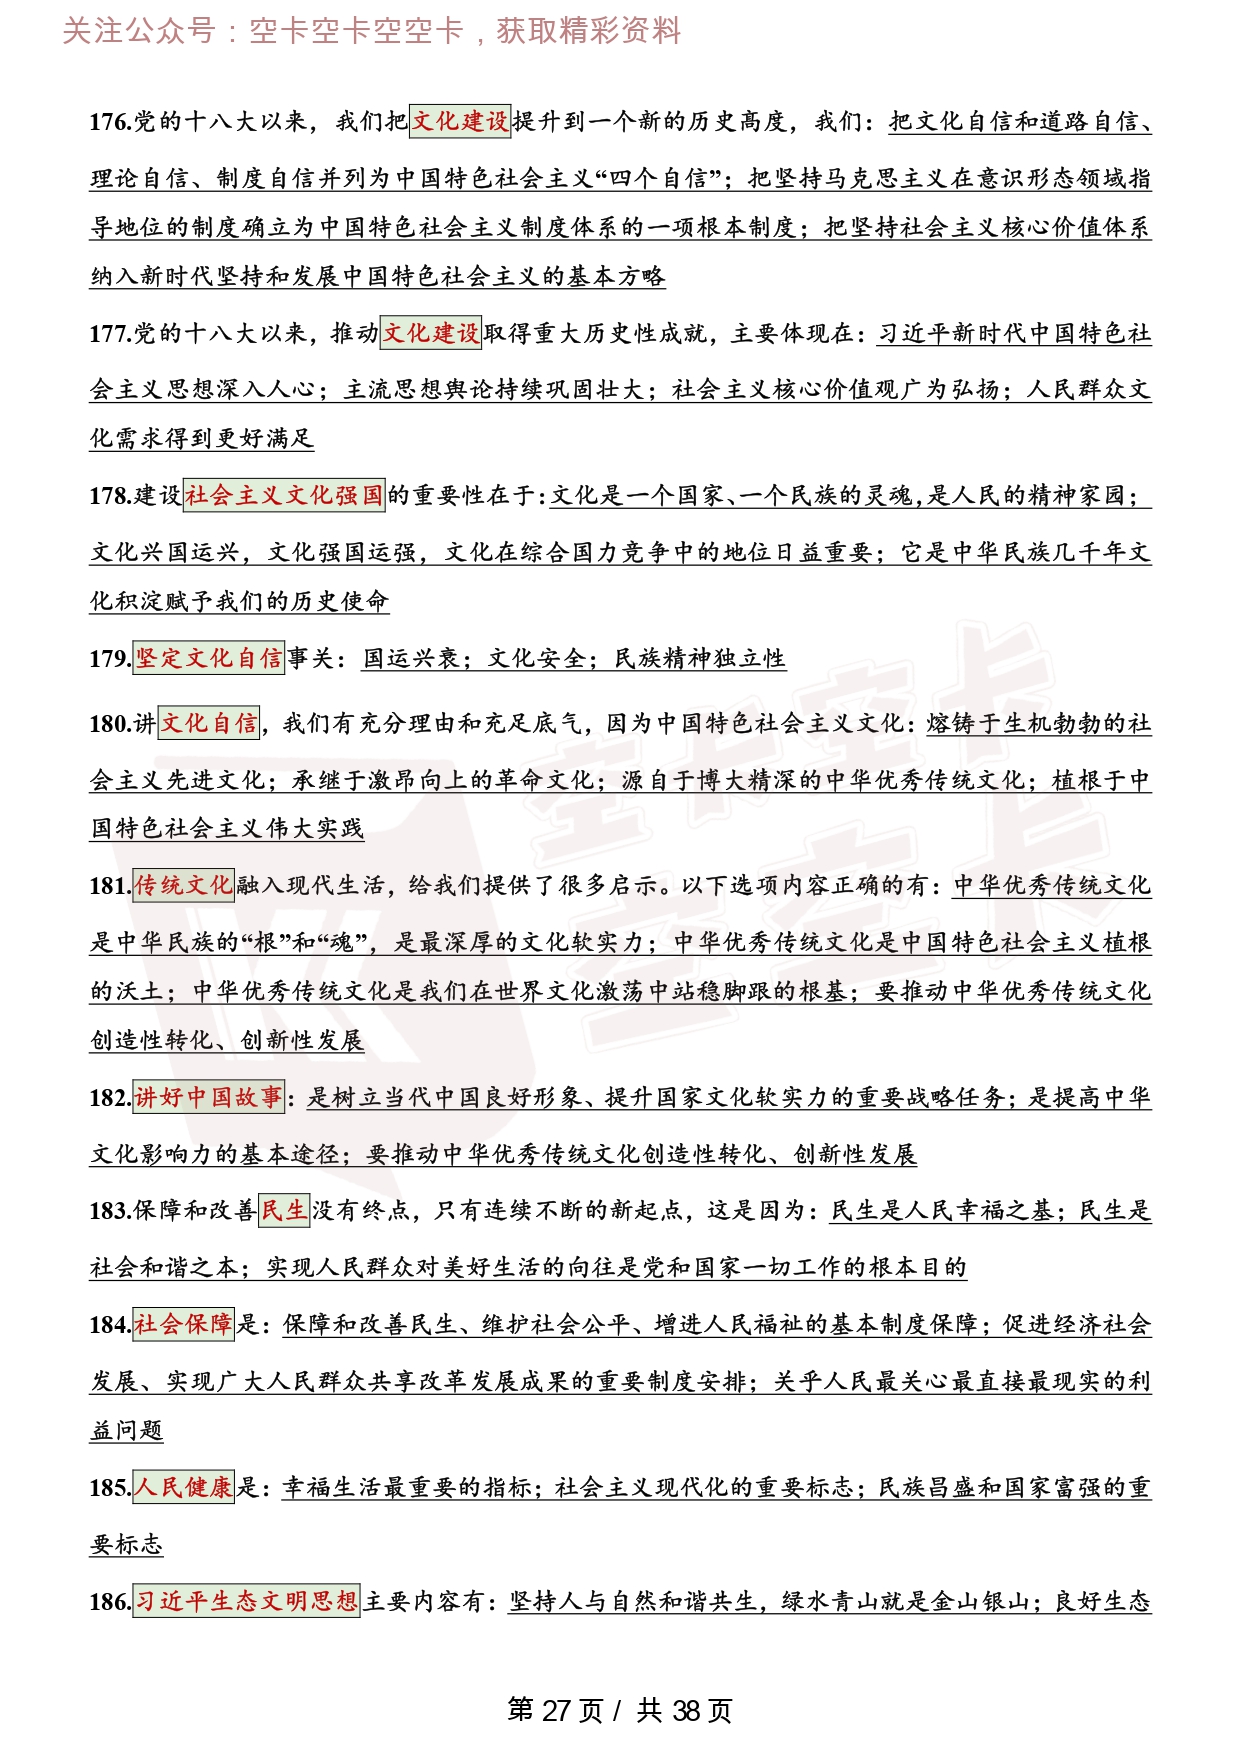 关注公众号：空卡空卡空空卡，获取精彩资料
176.党的十八大以来，我们把文化建设提升到一个新的历史高度，我们：把文化自信和道路自信、
理论自信、制度自信并列为中国特色社会主义“四个自信”；把坚持马克思主义在意识形态领域指
导地位的制度确立为中国特色社会主义制度体系的一项根本制度；把坚持社会主义核心价值体系
纳入新时代坚持和发展中国特色社会主义的基本方略
177.党的十八大以来，推动文化建设取得重大历史性成就，主要体现在：习近平新时代中国特色社
会主义思想深入人心；主流思想舆论持续巩固壮大；社会主义核心价值观广为弘扬；人民群众文
化需求得到更好满足
178.建设社会主义文化强国的重要性在于：文化是一个国家、一个民族的灵魂，是人民的精神家园；
文化兴国运兴，文化强国运强，文化在综合国力竞争中的地位日益重要；它是中华民族几千年文
化积淀赋予我们的历史使命
179.坚定文化自信事关：国运兴衰；文化安全；民族精神独立性
180.讲文化自信，我们有充分理由和充足底气，因为中国特色社会主义文化：熔铸于生机勃勃的社
会主义先进文化；承继于激昂向上的革命文化；源自于博大精深的中华优秀传统文化；植根于中
国特色社会主义伟大实践
181.传统文化融入现代生活，给我们提供了很多启示。以下选项内容正确的有：中华优秀传统文化
是中华民族的“根”和“魂”，是最深厚的文化软实力；中华优秀传统文化是中国特色社会主义植根
的沃土；中华优秀传统文化是我们在世界文化激荡中站稳脚跟的根基；要推动中华优秀传统文化
创造性转化、创新性发展
182.讲好中国故事：是树立当代中国良好形象、提升国家文化软实力的重要战略任务；是提高中华
文化影响力的基本途径；要推动中华优秀传统文化创造性转化、创新性发展
183.保障和改善民生没有终点，只有连续不断的新起点，这是因为：民生是人民幸福之基；民生是
社会和谐之本；实现人民群众对美好生活的向往是党和国家一切工作的根本目的
184.社会保障是：保障和改善民生、维护社会公平、增进人民福祉的基本制度保障；促进经济社会
发展、实现广大人民群众共享改革发展成果的重要制度安排；关乎人民最关心最直接最现实的利
益问题
185.人民健康是：幸福生活最重要的指标；社会主义现代化的重要标志；民族昌盛和国家富强的重
要标志
186.习近平生态文明思想主要内容有：坚持人与自然和谐共生，绿水青山就是金山银山；良好生态
空卡空卡
空空卡
第 27 页 / 共 38 页